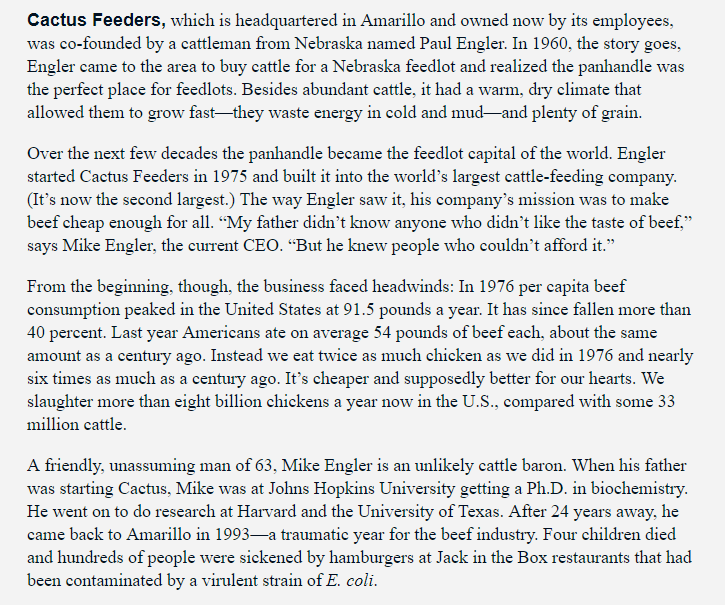 Cactus Feeders, which is headquartered in Amarillo and owned now by its employees,
was co-founded by a cattleman from Nebraska named Paul Engler. In 1960, the story goes,
Engler came to the area to buy cattle for a Nebraska feedlot and realized the panhandle was
the perfect place for feedlots. Besides abundant cattle, it had a warm, dry climate that
allowed them to grow fast—they waste energy in cold and mud—and plenty of grain.
Over the next few decades the panhandle became the feedlot capital of the world. Engler
started Cactus Feeders in 1975 and built it into the world’s largest cattle-feeding company.
(It’s now the second largest.) The way Engler saw it, his company’s mission was to make
beef cheap enough for all. “My father didn’t know anyone who didn’t like the taste of beef,”
says Mike Engler, the current CEO. “But he knew people who couldn’t afford it.”
From the beginning, though, the business faced headwinds: In 1976 per capita beef
consumption peaked in the United States at 91.5 pounds a year. It has since fallen more than
40 percent. Last year Americans ate on average 54 pounds of beef each, about the same
amount as a century ago. Instead we eat twice as much chicken as we did in 1976 and nearly
six times as much as a century ago. It’s cheaper and supposedly better for our hearts. We
slaughter more than eight billion chickens a year now in the U.S., compared with some 33
million cattle.
A friendly, unassuming man of 63, Mike Engler is an unlikely cattle baron. When his father
was starting Cactus, Mike was at Johns Hopkins University getting a Ph.D. in biochemistry.
He went on to do research at Harvard and the University of Texas. After 24 years away, he
came back to Amarillo in 1993—a traumatic year for the beef industry. Four children died
and hundreds of people were sickened by hamburgers at Jack in the Box restaurants that had
been contaminated by a virulent strain of E. coli.